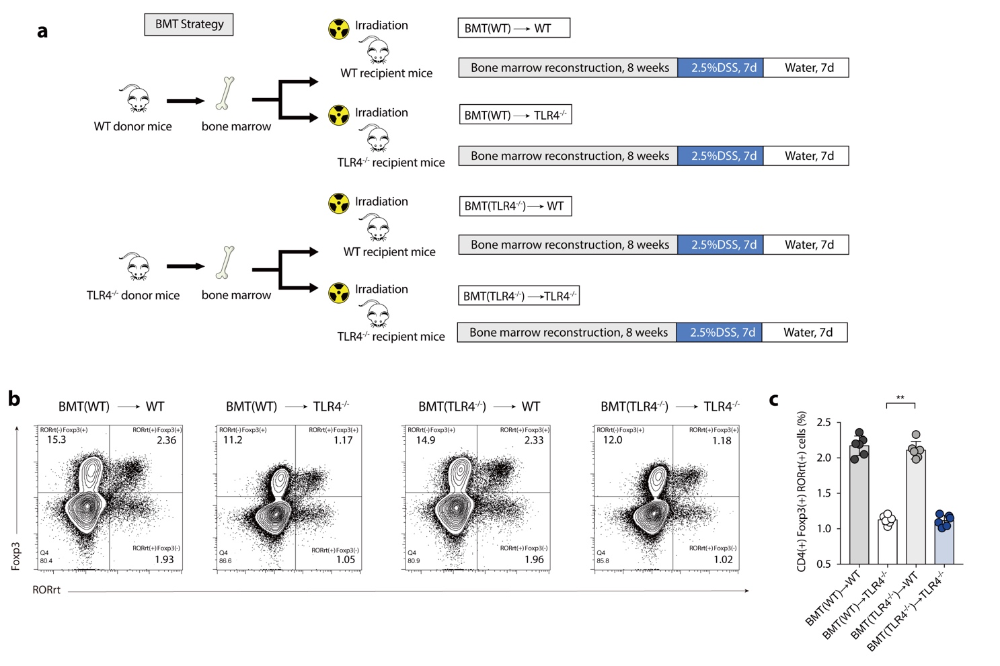 a
BMT Strategy
Irradiation
WT recipient mice
BMT(WT) → WT
Bone marrow reconstruction, 8 weeks 2.5%DSS, 7d Water, 7d
WT donor mice
bone marrow
Irradiation
TLR4-/- recipient mice
BMT(WT) → TLR4-/-
Bone marrow reconstruction, 8 weeks 2.5%DSS, 7d Water, 7d
Irradiation
WT recipient mice
BMT(TLR4-/-) → WT
Bone marrow reconstruction, 8 weeks 2.5%DSS, 7d Water, 7d
TLR4-/- donor mice
bone marrow
Irradiation
TLR4-/- recipient mice
BMT(TLR4-/-) →TLR4-/-
Bone marrow reconstruction, 8 weeks 2.5%DSS, 7d Water, 7d
b
BMT(WT) → WT
RORrt(-) Foxp3(+)
15.3
RORrt(+) Foxp3(+)
2.36
Q4
80.4
RORrt(+) Foxp3(-)
1.93
BMT(WT) → TLR4-/-
RORrt(-) Foxp3(+)
11.2
RORrt(+) Foxp3(+)
1.17
Q4
86.6
RORrt(+) Foxp3(-)
1.05
BMT(TLR4-/-) → WT
RORrt(-) Foxp3(+)
14.9
RORrt(+) Foxp3(+)
2.33
Q4
80.9
RORrt(+) Foxp3(-)
1.96
BMT(TLR4-/-) → TLR4-/-
RORrt(-) Foxp3(+)
12.0
RORrt(+) Foxp3(+)
1.18
Q4
85.8
RORrt(+) Foxp3(-)
1.02
Foxp3
RORrt
c
**
CD4(+) Foxp3(+) RORrt(+) cells (%)
2.5
2.0
1.5
1.0
0.5
BMT(WT)→WT
BMT(WT)→TLR4-/-
BMT(TLR4-/-)→WT
BMT(TLR4-/-)→TLR4-/-